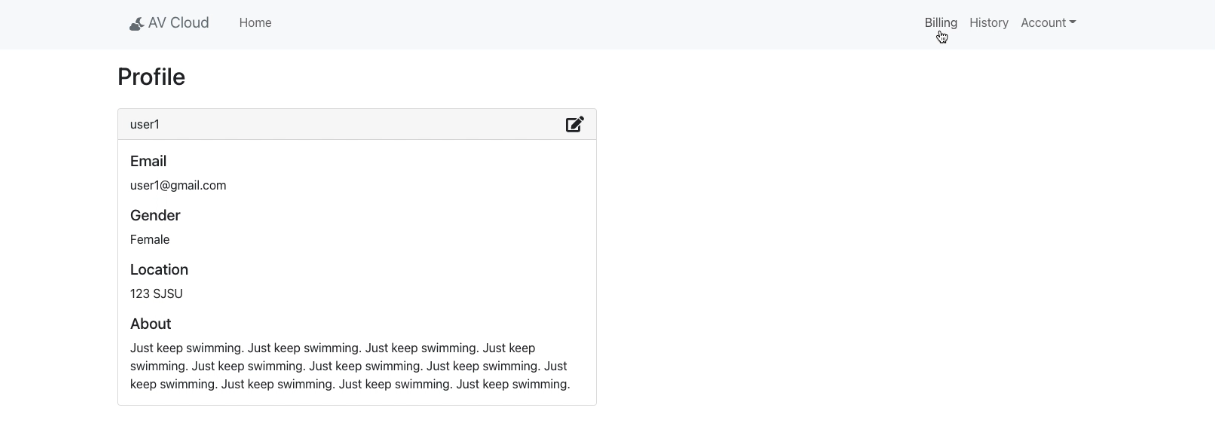 AV Cloud Home Billing History Account
Profile
user1
Email
user1@gmail.com
Gender
Female
Location
123 SJSU
About
Just keep swimming. Just keep swimming. Just keep swimming. Just keep
swimming. Just keep swimming. Just keep swimming. Just keep swimming. Just
keep swimming. Just keep swimming. Just keep swimming. Just keep swimming.